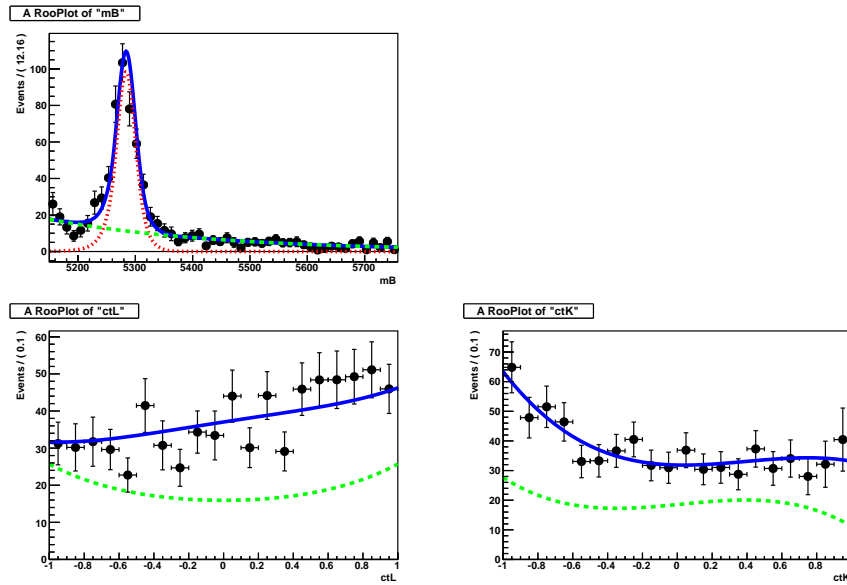 A RooPlot of "mB"
Events / ( 12.16 )
100
80
60
40
20
0
5200 5300 5400 5500 5600 5700
mB
A RooPlot of "ctL"
Events / ( 0.1 )
60
50
40
30
20
10
0
-1 -0.8 -0.6 -0.4 -0.2 0 0.2 0.4 0.6 0.8 1
ctL
A RooPlot of "ctK"
Events / ( 0.1 )
70
60
50
40
30
20
10
0
-1 -0.8 -0.6 -0.4 -0.2 0 0.2 0.4 0.6 0.8
ctK